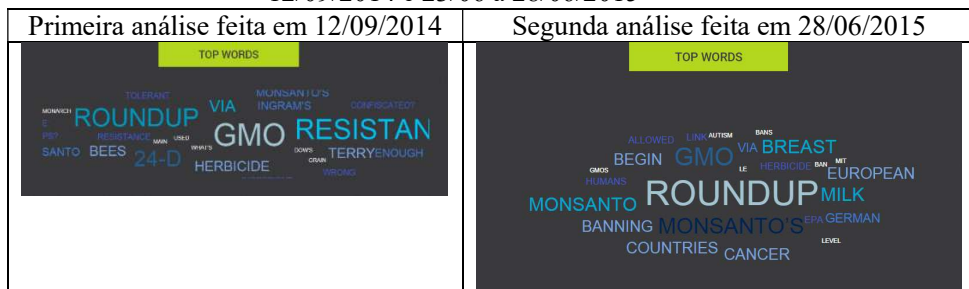 Primeira análise feita em 12/09/2014
Segunda análise feita em 28/06/2015
TOP WORDS
TOLERANT
MONSANTO'S
MONARCH
ROUNDUP
VIA
INGRAM'S
CONFISCATEDT
E
PST
RESISTANCE
MAIN
USED
GMO
RESISTAN
SANTO
BEES
24-D
WHAT'S
HERBICIDE
DOWS
GRAIN
TERRY
ENOUGH
WRONG
TOP WORDS
ALLOWED
LINK
AUTISM
BANS
BEGIN
GMO
VIA
BREAST
GMOS
LE
HERBICIDE
BAN
MIT
EUROPEAN
HUMANS
MONSANTO
ROUNDUP
MILK
BANNING
MONSANTO'S
EPA
GERMAN
COUNTRIES
CANCER
LEVEL